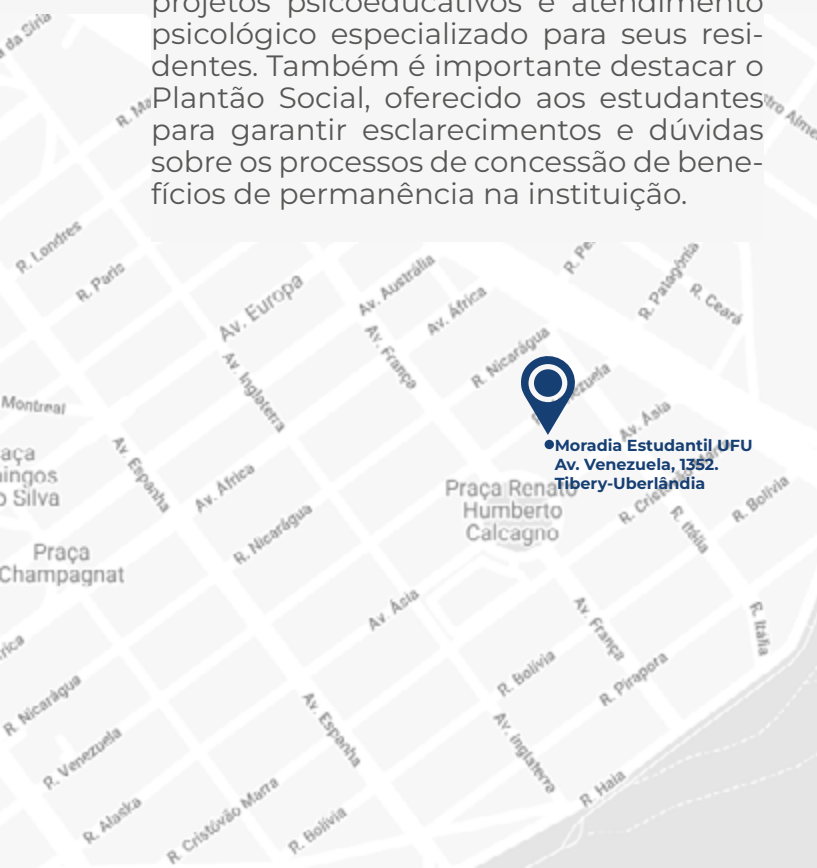 projetos psicoeducativos e atendimento
psicológico especializado para seus resi-
dentes. Também é importante destacar o
Plantão Social, oferecido aos estudantes
para garantir esclarecimentos e dúvidas
sobre os processos de concessão de bene-
fícios de permanência na instituição.
da Síria
R. Londres
R. Paris
Av. Europa
Av. Austrália
Av. África
R. Patagônia
R. Ceará
Av. França
R. Nicarágua
Av. Inglaterra
Montreal
Av. Ásia
Moradia Estudantil UFU
Av. Venezuela, 1352.
Tibery-Uberlândia
Av. Espanha
Av. África
Praça Renato
Humberto
Calcagno
R. Bolívia
R. Itália
o Silva
R. Nicarágua
Praça
Champagnat
Av. Ásia
Av. França
R. Itália
R. Bolívia
R. Pirapora
R. Nicarágua
Av. Espanha
Av. Inglaterra
R. Venezuela
R. Haia
R. Alaska
R. Cristóvão Marra
R. Bolívia